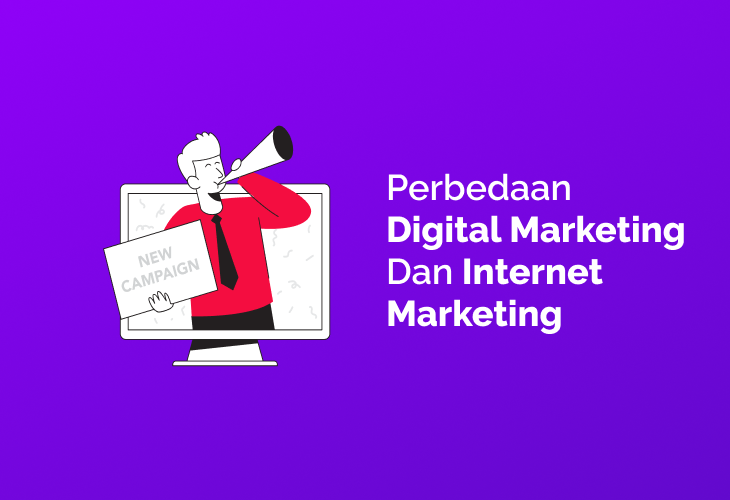 NEW
CAMPAIGN
Perbedaan
Digital Marketing
Dan Internet
Marketing